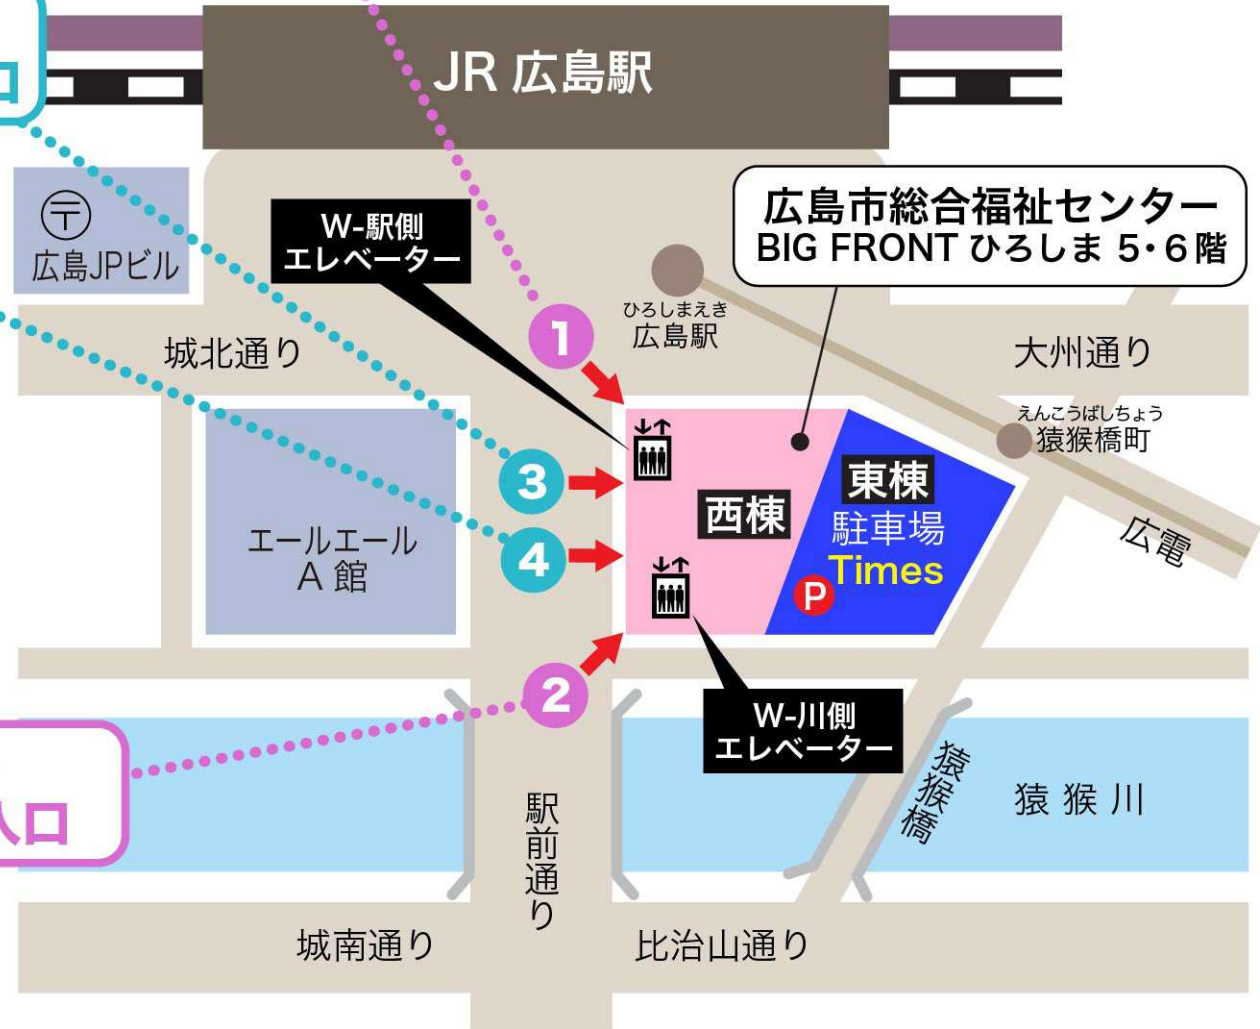 JR 広島駅
口
〒
広島JPビル
W-駅側
エレベーター
広島市総合福祉センター
BIG FRONT ひろしま 5・6階
1
ひろしまえき
広島駅
城北通り
大州通り
えんこうばしちょう
猿猴橋町
3
東棟
西棟
駐車場
エールエール
A 館
4
Times
P
広電
2
W-川側
エレベーター
猿猴橋
猿猴川
入口
駅前通り
城南通り
比治山通り